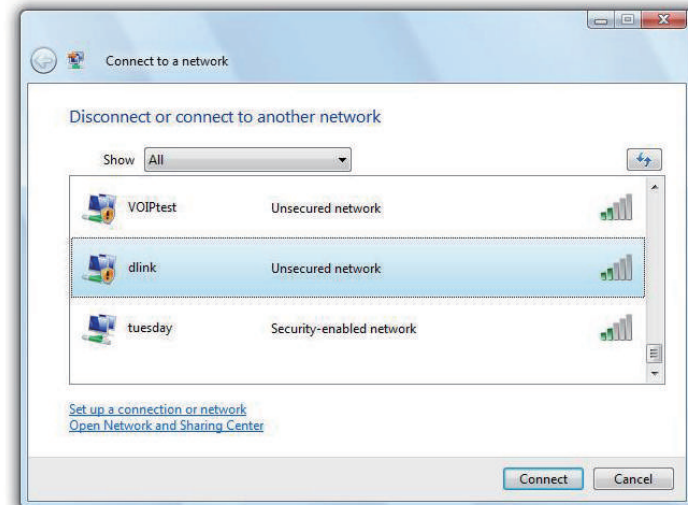 Connect to a network
Disconnect or connect to another network
Show All
VOIPtest Unsecured network
dlink Unsecured network
tuesday Security-enabled network
Set up a connection or network
Open Network and Sharing Center
Connect Cancel